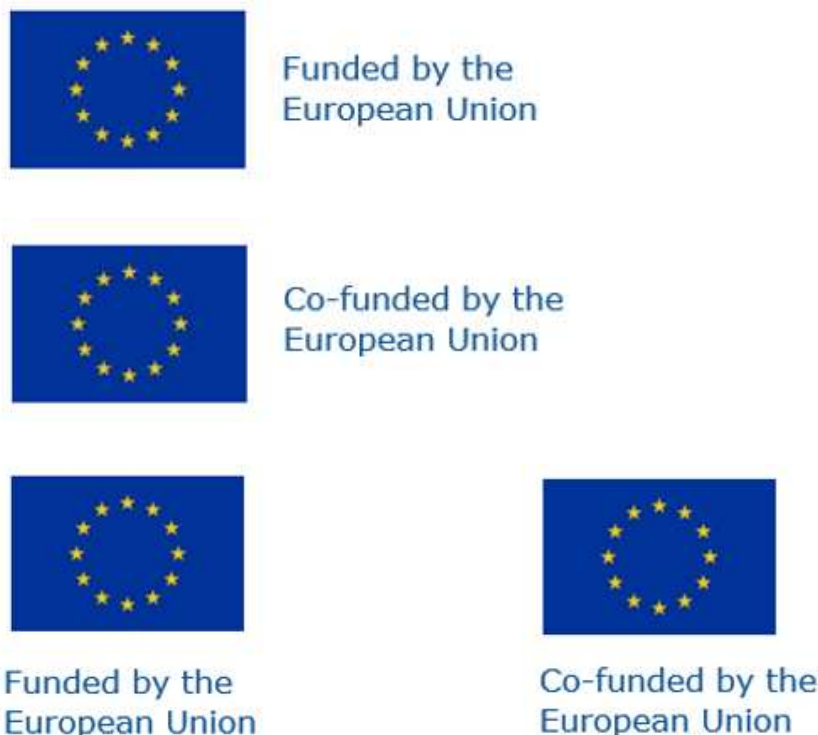 Funded by the
European Union
Co-funded by the
European Union
Funded by the
European Union
Co-funded by the
European Union